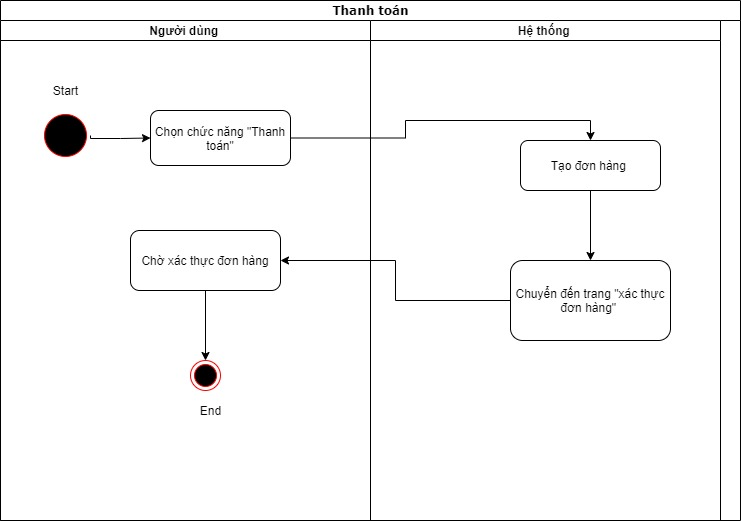 Thanh toán
Người dùng
Hệ thống
Start
Chọn chức năng "Thanh
toán"
Tạo đơn hàng
Chờ xác thực đơn hàng
Chuyển đến trang "xác thực
đơn hàng"
End